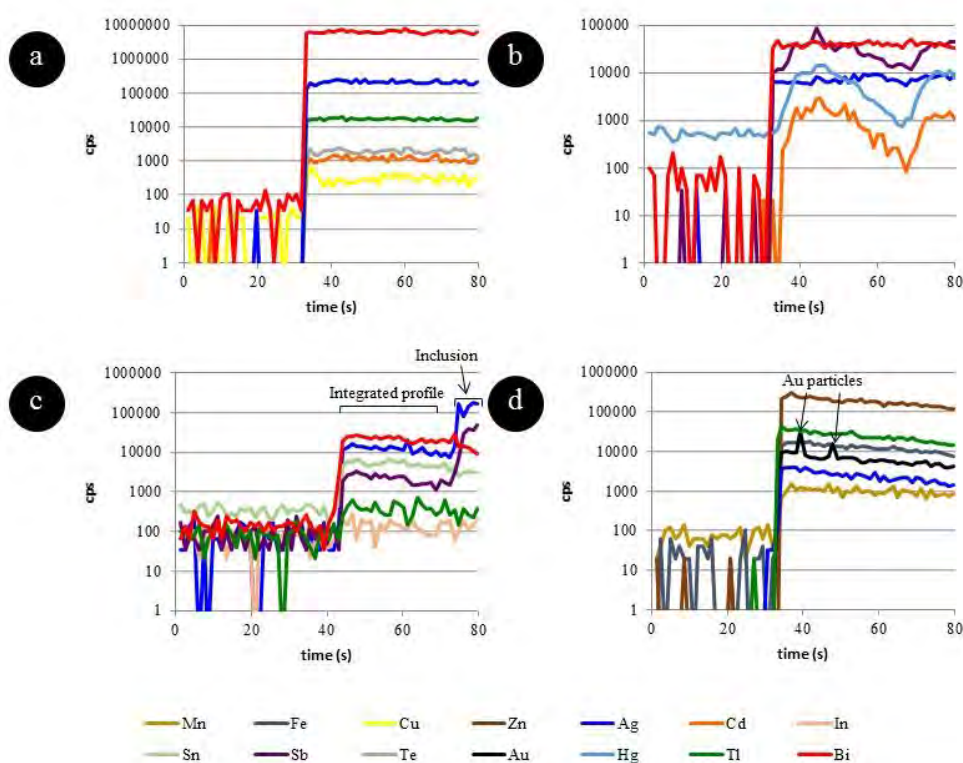 a
10000000
1000000
100000
10000
1000
100
10
1
cps
0 20 40 60 80
time (s)
b
100000
10000
1000
100
10
1
cps
0 20 40 60 80
time (s)
c
1000000
100000
10000
1000
100
10
1
cps
Integrated profile
Inclusion
0 20 40 60 80
time (s)
d
1000000
100000
10000
1000
100
10
1
cps
Au particles
0 20 40 60 80
time (s)
Mn Fe Cu Zn Ag Cd In
Sn Sb Te Au Hg Tl Bi